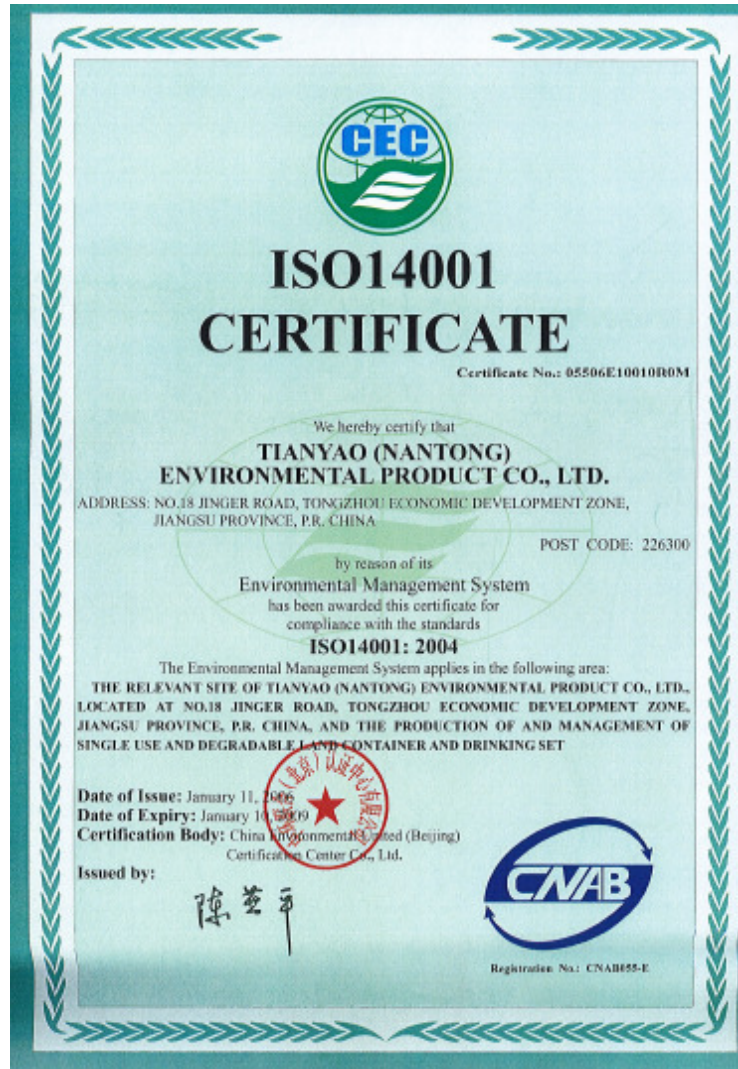 CEC
ISO14001
CERTIFICATE
Certificate No.: 05506E10010R0M
We hereby certify that
TIANYAO (NANTONG)
ENVIRONMENTAL PRODUCT CO., LTD.
ADDRESS: NO.18 JINGER ROAD, TONGZHOU ECONOMIC DEVELOPMENT ZONE,
JIANGSU PROVINCE, P.R. CHINA
POST CODE: 226300
by reason of its
Environmental Management System
has been awarded this certificate for
compliance with the standards
ISO14001: 2004
The Environmental Management System applies in the following area:
THE RELEVANT SITE OF TIANYAO (NANTONG) ENVIRONMENTAL PRODUCT CO., LTD.,
LOCATED AT NO.18 JINGER ROAD, TONGZHOU ECONOMIC DEVELOPMENT ZONE,
JIANGSU PROVINCE, P.R. CHINA, AND THE PRODUCTION OF AND MANAGEMENT OF
SINGLE USE AND DEGRADABLE LAND CONTAINER AND DRINKING SET
Date of Issue: January 11, 2006
Date of Expiry: January 10, 2009
Certification Body: China Environmental United (Beijing)
Certification Center Co., Ltd.
Issued by:
CNAB
Registration No.: CNAB055-E